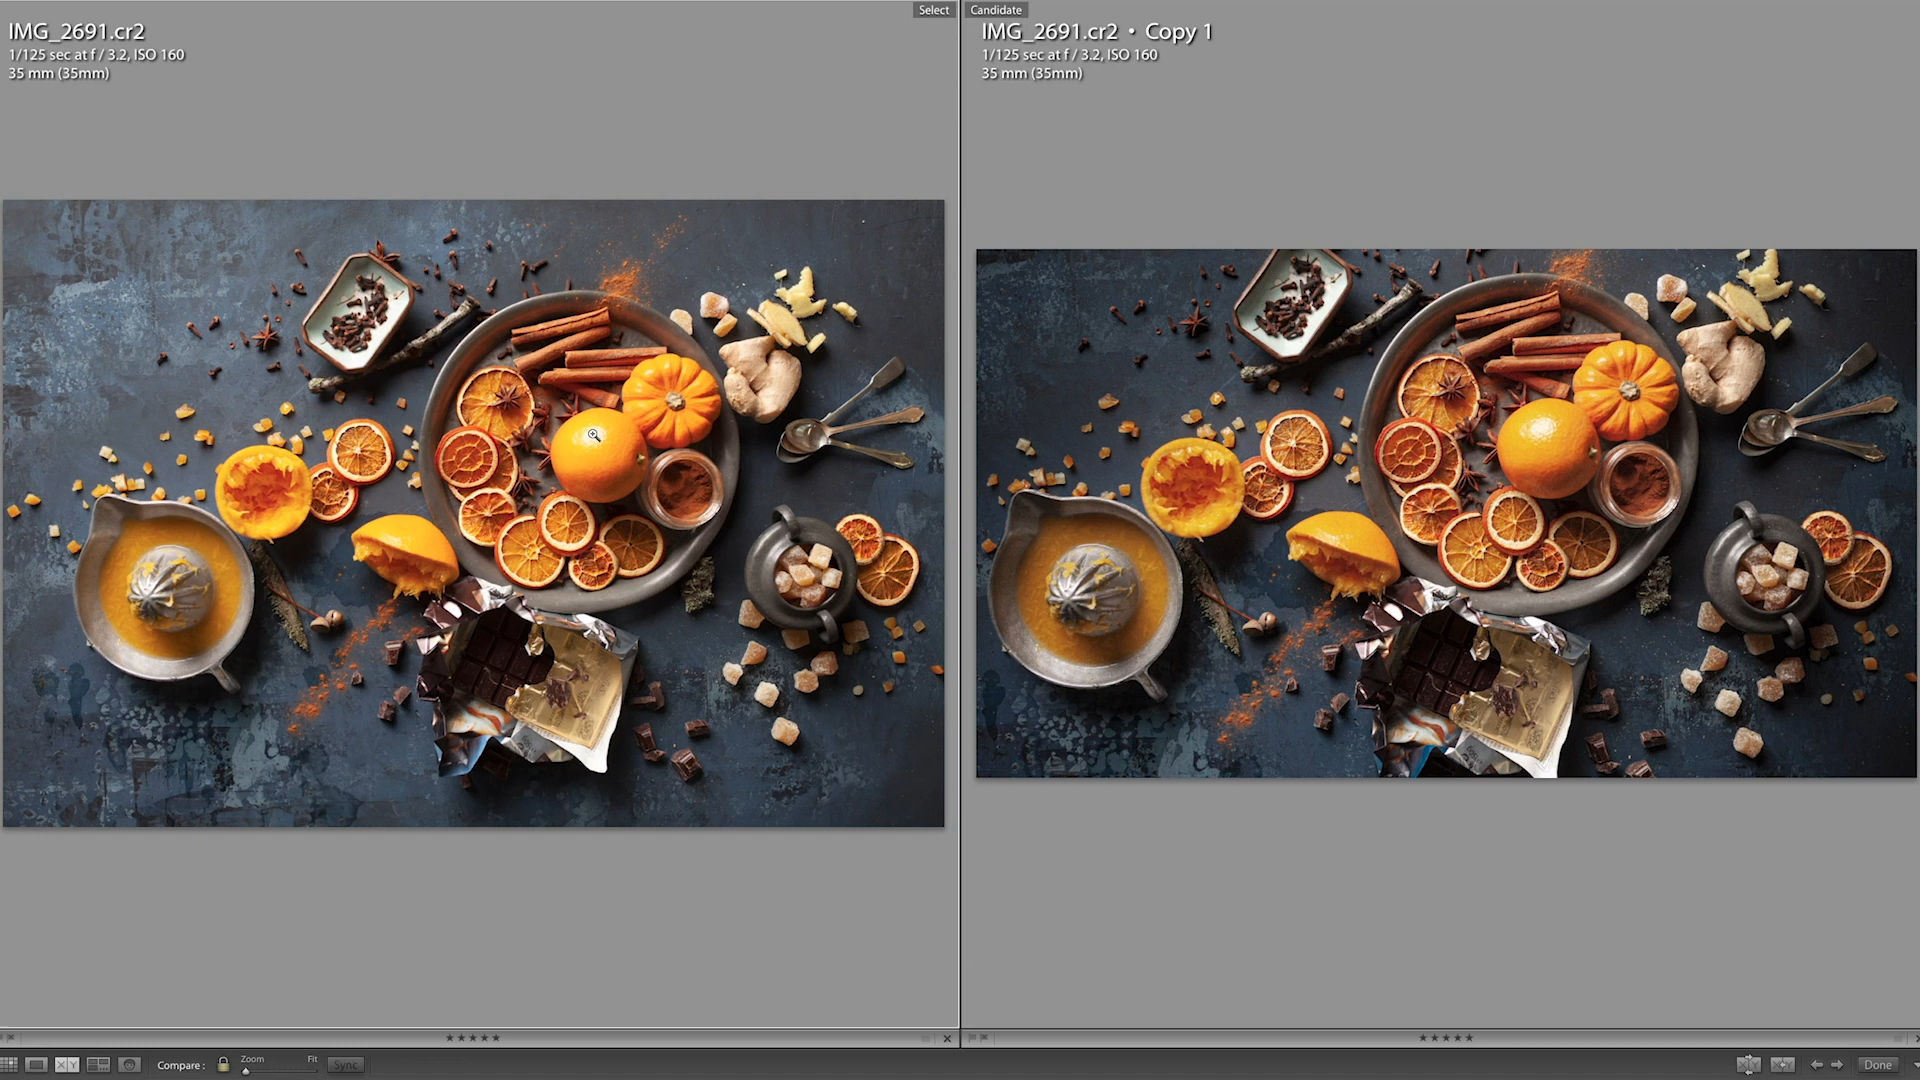 Select
IMG_2691.cr2
1/125 sec at f / 3.2, ISO 160
35 mm (35mm)
Candidate
IMG_2691.cr2 • Copy 1
1/125 sec at f / 3.2, ISO 160
35 mm (35mm)
XY
Compare :
Zoom
Fit
Sync
Done